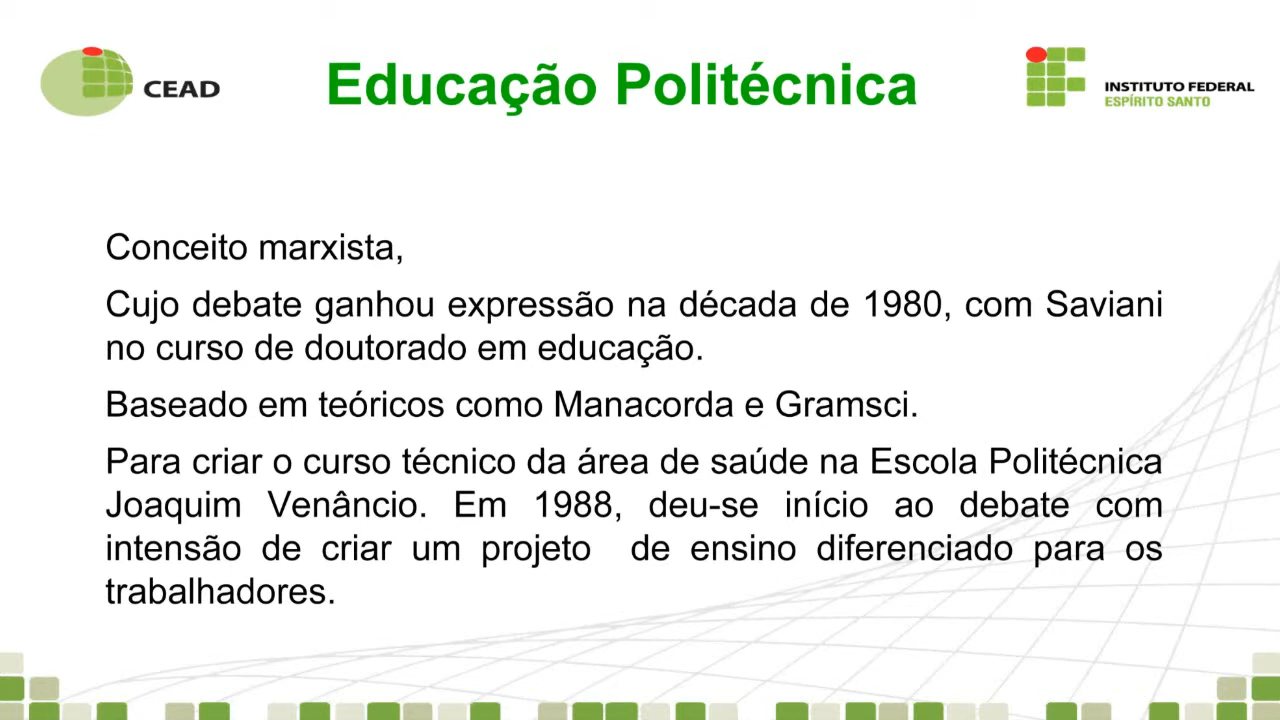 CEAD
Educação Politécnica
INSTITUTO FEDERAL
ESPÍRITO SANTO
Conceito marxista,
Cujo debate ganhou expressão na década de 1980, com Saviani
no curso de doutorado em educação.
Baseado em teóricos como Manacorda e Gramsci.
Para criar o curso técnico da área de saúde na Escola Politécnica
Joaquim Venâncio. Em 1988, deu-se início ao debate com
intensão de criar um projeto de ensino diferenciado para os
trabalhadores.